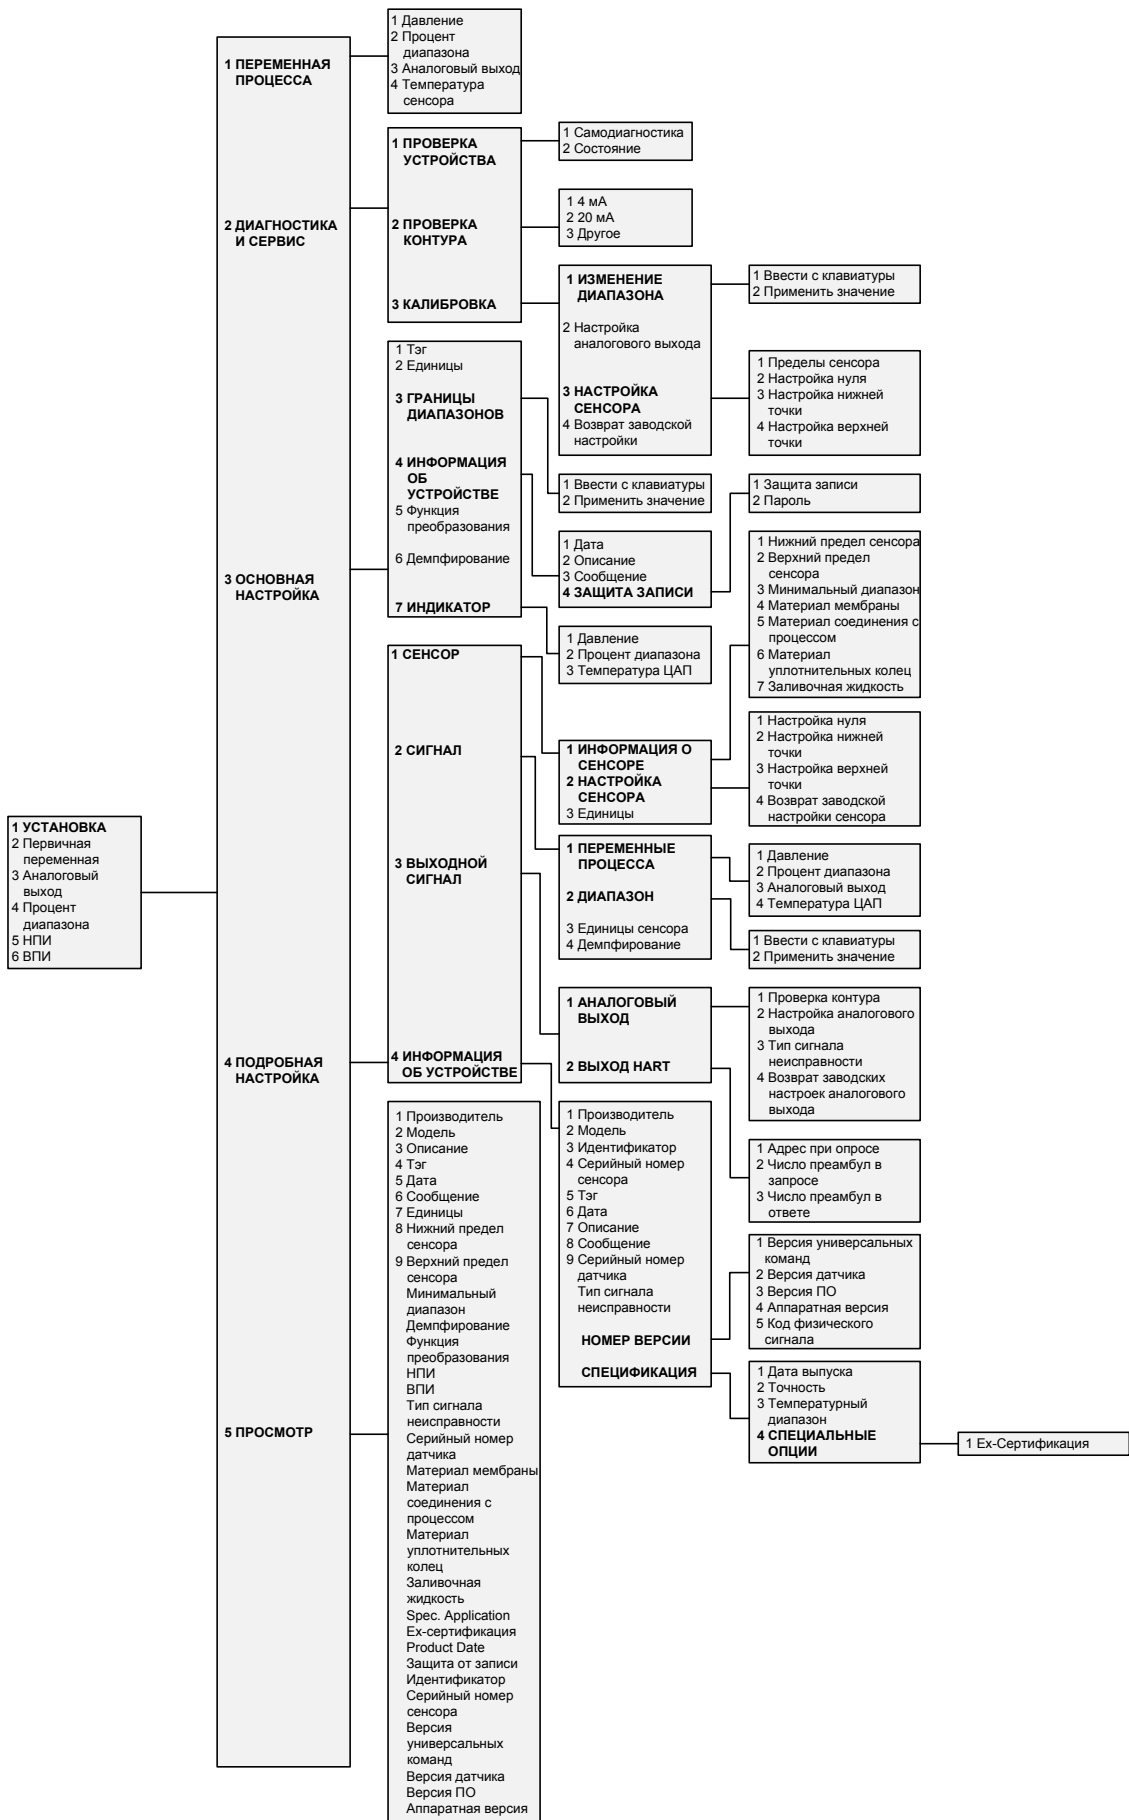 1 УСТАНОВКА
2 Первичная
переменная
3 Аналоговый
выход
4 Процент
диапазона
5 НПИ
6 ВПИ
1 ПЕРЕМЕННАЯ
ПРОЦЕССА
2 ДИАГНОСТИКА
И СЕРВИС
3 ОСНОВНАЯ
НАСТРОЙКА
4 ПОДРОБНАЯ
НАСТРОЙКА
5 ПРОСМОТР
1 Давление
2 Процент
диапазона
3 Аналоговый выход
4 Температура
сенсора
1 ПРОВЕРКА
УСТРОЙСТВА
2 ПРОВЕРКА
КОНТУРА
3 КАЛИБРОВКА
1 Тэг
2 Единицы
3 ГРАНИЦЫ
ДИАПАЗОНОВ
4 ИНФОРМАЦИЯ
ОБ
УСТРОЙСТВЕ
5 Функция
преобразования
6 Демпфирование
7 ИНДИКАТОР
1 СЕНСОР
2 СИГНАЛ
3 ВЫХОДНОЙ
СИГНАЛ
4 ИНФОРМАЦИЯ
ОБ УСТРОЙСТВЕ
1 Производитель
2 Модель
3 Описание
4 Тэг
5 Дата
6 Сообщение
7 Единицы
8 Нижний предел
сенсора
9 Верхний предел
сенсора
Минимальный
диапазон
Демпфирование
Функция
преобразования
НПИ
ВПИ
Тип сигнала
неисправности
Серийный номер
датчика
Материал мембраны
Материал
соединения с
процессом
Материал
уплотнительных
колец
Заливочная
жидкость
Spec. Application
Ex-сертификация
Product Date
Защита от записи
Идентификатор
Серийный номер
сенсора
Версия
универсальных
команд
Версия датчика
Версия ПО
Аппаратная версия
1 Самодиагностика
2 Состояние
1 4 мА
2 20 мА
3 Другое
1 ИЗМЕНЕНИЕ
ДИАПАЗОНА
2 Настройка
аналогового выхода
3 НАСТРОЙКА
СЕНСОРА
4 Возврат заводской
настройки
1 Ввести с клавиатуры
2 Применить значение
1 Дата
2 Описание
3 Сообщение
4 ЗАЩИТА ЗАПИСИ
1 Давление
2 Процент диапазона
3 Температура ЦАП
1 ИНФОРМАЦИЯ О
СЕНСОРЕ
2 НАСТРОЙКА
СЕНСОРА
3 Единицы
1 ПЕРЕМЕННЫЕ
ПРОЦЕССА
2 ДИАПАЗОН
3 Единицы сенсора
4 Демпфирование
1 АНАЛОГОВЫЙ
ВЫХОД
2 ВЫХОД HART
1 Производитель
2 Модель
3 Идентификатор
4 Серийный номер
сенсора
5 Тэг
6 Дата
7 Описание
8 Сообщение
9 Серийный номер
датчика
Тип сигнала
неисправности
НОМЕР ВЕРСИИ
СПЕЦИФИКАЦИЯ
1 Ввести с клавиатуры
2 Применить значение
1 Пределы сенсора
2 Настройка нуля
3 Настройка нижней
точки
4 Настройка верхней
точки
1 Защита записи
2 Пароль
1 Нижний предел сенсора
2 Верхний предел
сенсора
3 Минимальный диапазон
4 Материал мембраны
5 Материал соединения с
процессом
6 Материал
уплотнительных колец
7 Заливочная жидкость
1 Настройка нуля
2 Настройка нижней
точки
3 Настройка верхней
точки
4 Возврат заводской
настройки сенсора
1 Давление
2 Процент диапазона
3 Аналоговый выход
4 Температура ЦАП
1 Ввести с клавиатуры
2 Применить значение
1 Проверка контура
2 Настройка аналогового
выхода
3 Тип сигнала
неисправности
4 Возврат заводских
настроек аналогового
выхода
1 Адрес при опросе
2 Число преамбул в
запросе
3 Число преамбул в
ответе
1 Версия универсальных
команд
2 Версия датчика
3 Версия ПО
4 Аппаратная версия
5 Код физического
сигнала
1 Дата выпуска
2 Точность
3 Температурный
диапазон
4 СПЕЦИАЛЬНЫЕ
ОПЦИИ
1 Ex-Сертификация